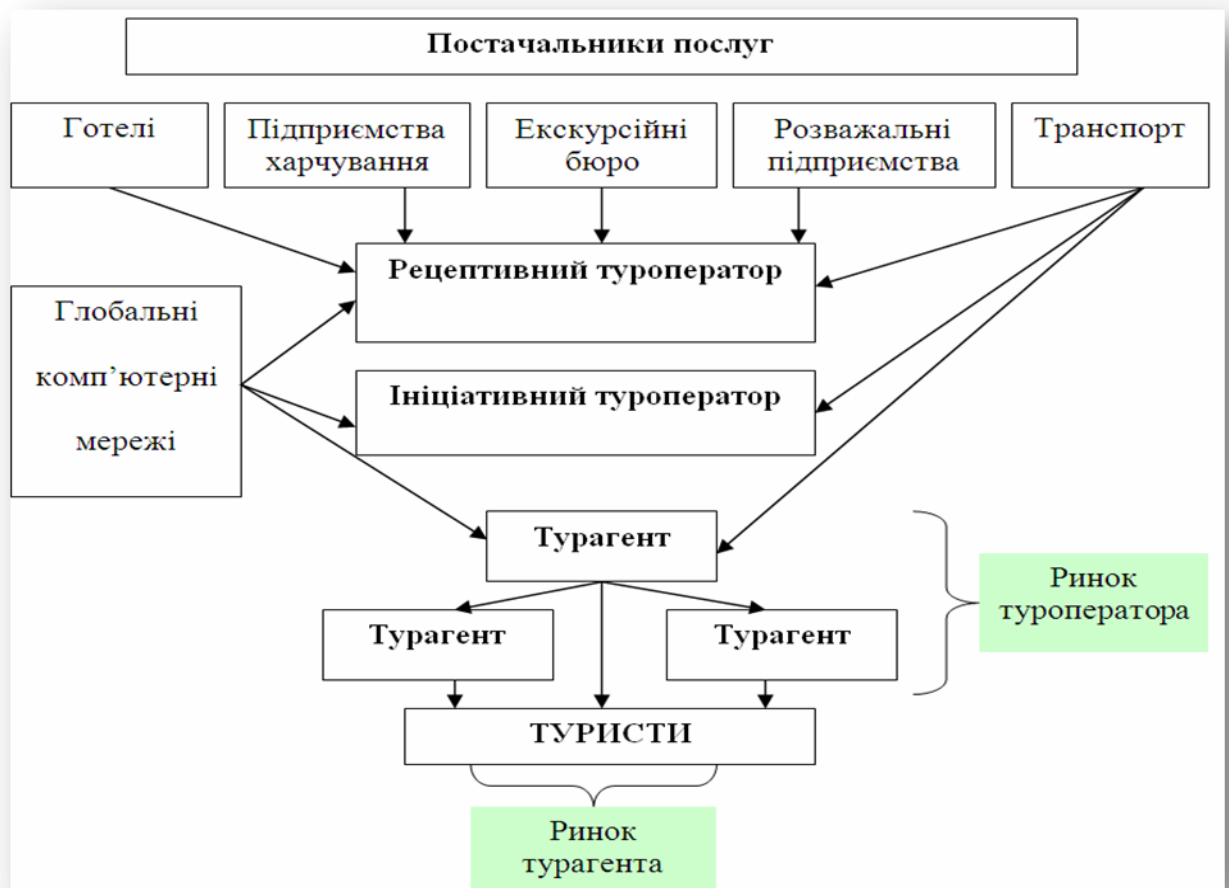 Постачальники послуг
Готелі
Підприємства
харчування
Екскурсійні
бюро
Розважальні
підприємства
Транспорт
Рецептивний туроператор
Глобальні
комп’ютерні
мережі
Ініціативний туроператор
Турагент
Ринок
туроператора
Турагент
Турагент
ТУРИСТИ
Ринок
турагента